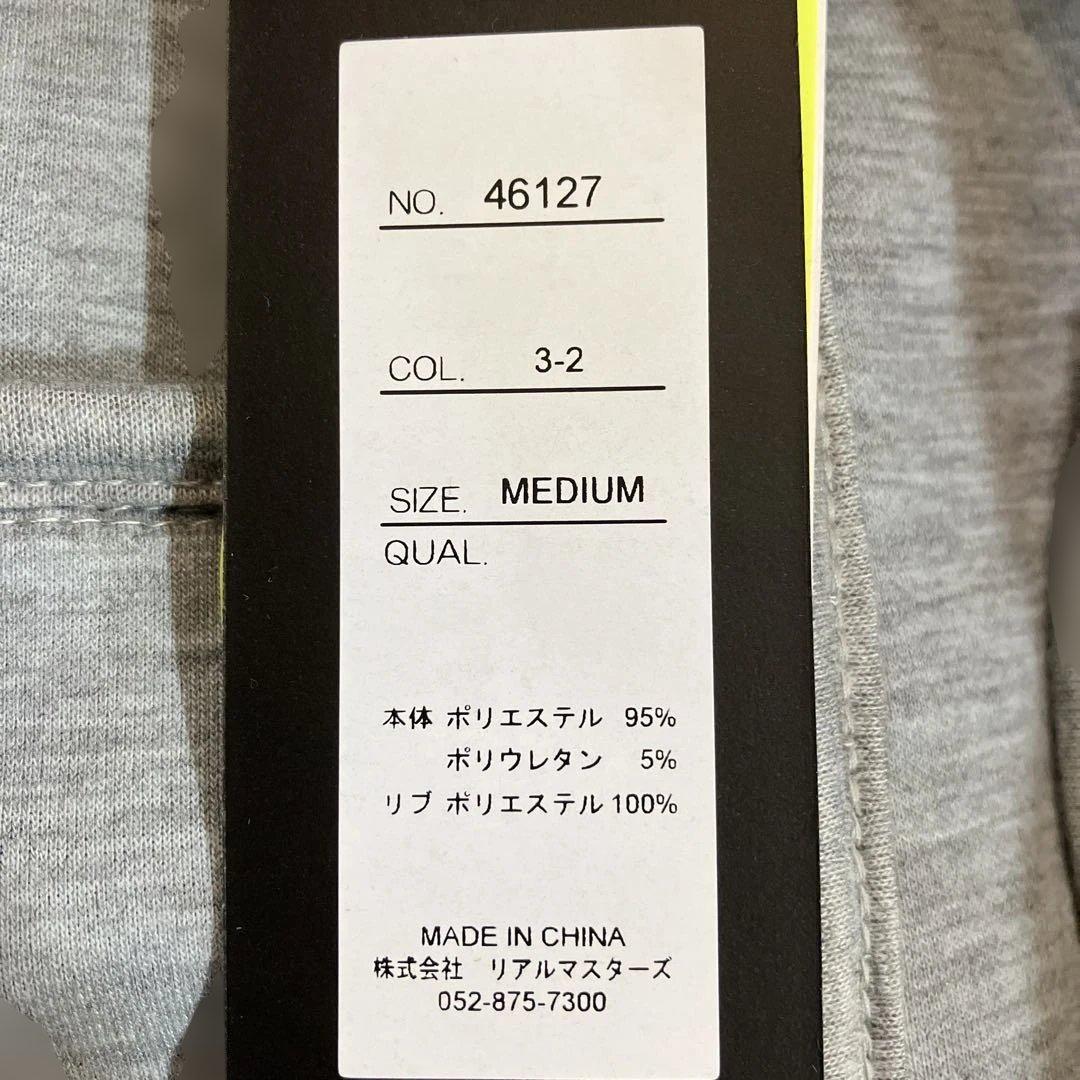 NO. 46127
COL. 3-2
SIZE. MEDIUM
QUAL.
本体 ポリエステル 95%
ポリウレタン 5%
リブ ポリエステル 100%
MADE IN CHINA
株式会社 リアルマスターズ
052-875-7300